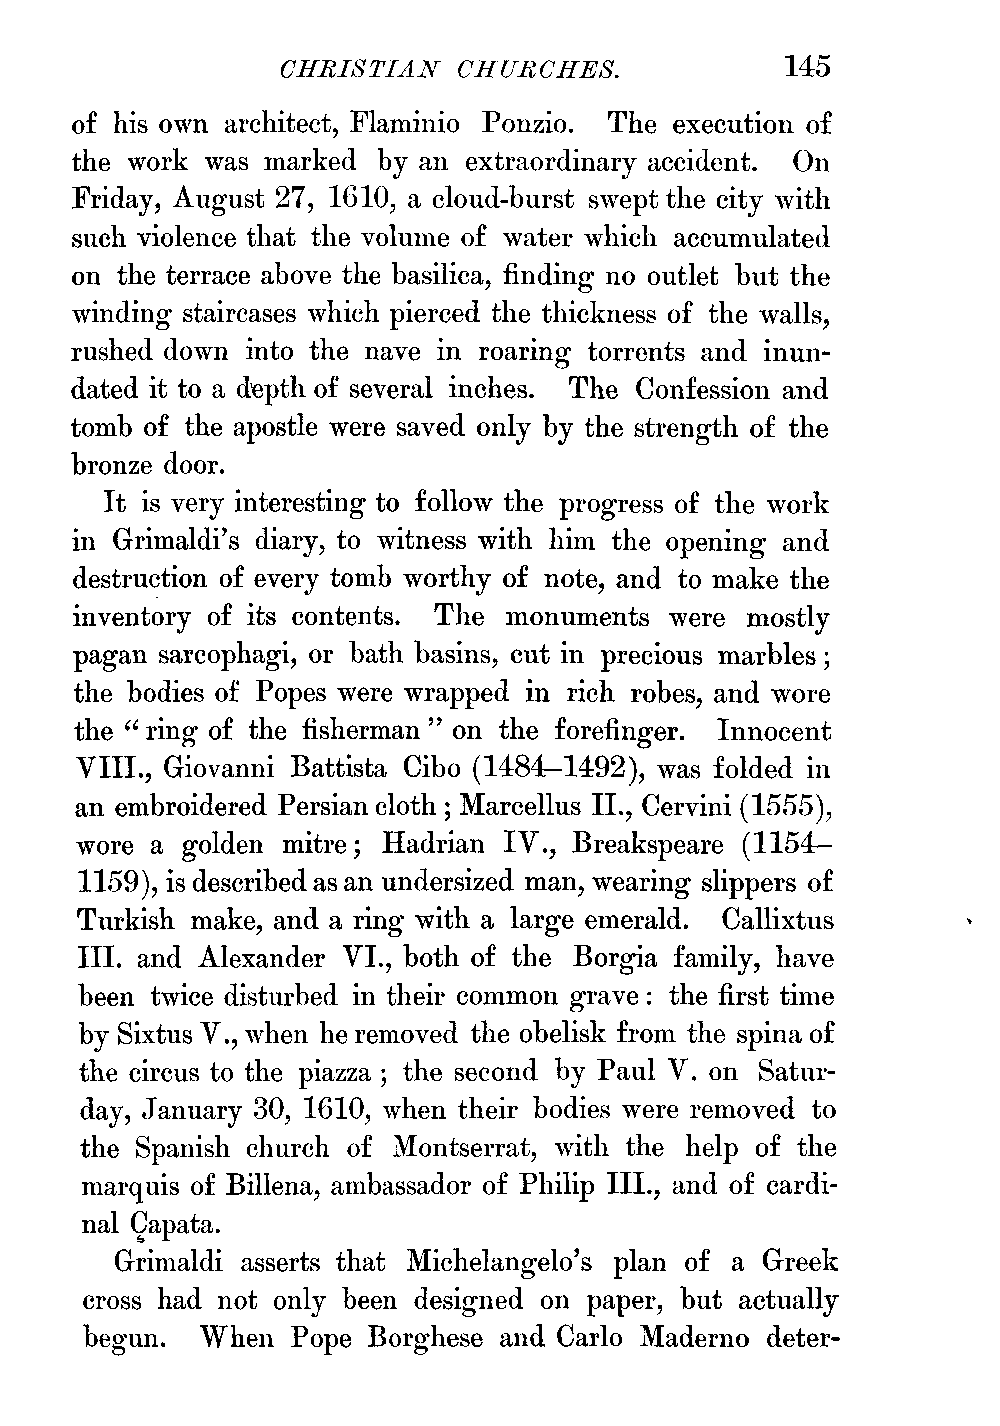 CHRISTIAN CHURCHES. 145
of his own architect, Flaminio Ponzio. The execution of
the work was marked by an extraordinary accident. On
Friday, August 27, 1610, a cloud-burst swept the city with
such violence that the volume of water which accumulated
on the terrace above the basilica, finding no outlet but the
winding staircases which pierced the thickness of the walls,
rushed down into the nave in roaring torrents and inun-
dated it to a depth of several inches. The Confession and
tomb of the apostle were saved only by the strength of the
bronze door.
It is very interesting to follow the progress of the work
in Grimaldi's diary, to witness with him the opening and
destruction of every tomb worthy of note, and to make the
inventory of its contents. The monuments were mostly
pagan sarcophagi, or bath basins, cut in precious marbles;
the bodies of Popes were wrapped in rich robes, and wore
the “ring of the fisherman” on the forefinger. Innocent
VIII., Giovanni Battista Cibo (1484–1492), was folded in
an embroidered Persian cloth; Marcellus II., Cervini (1555),
wore a golden mitre; Hadrian IV., Breakspeare (1154–
1159), is described as an undersized man, wearing slippers of
Turkish make, and a ring with a large emerald. Callixtus
III. and Alexander VI., both of the Borgia family, have
been twice disturbed in their common grave: the first time
by Sixtus V., when he removed the obelisk from the spina of
the circus to the piazza; the second by Paul V. on Satur-
day, January 30, 1610, when their bodies were removed to
the Spanish church of Montserrat, with the help of the
marquis of Billena, ambassador of Philip III., and of cardi-
nal Çapata.
Grimaldi asserts that Michelangelo's plan of a Greek
cross had not only been designed on paper, but actually
begun. When Pope Borghese and Carlo Maderno deter-